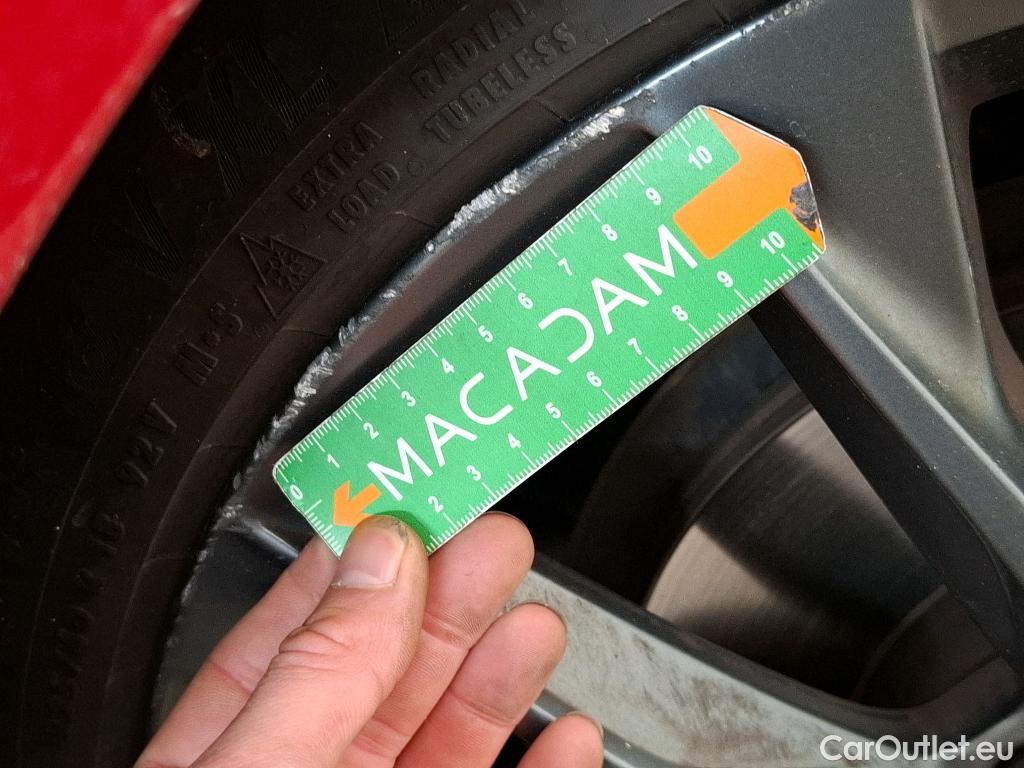 RADIAL
TUBELESS
EXTRA
LOAD
M•S
92V
0 1 2 3 4 5 6 7 8 9 10
MACADAM
2 3 4 5 6 7 8 9 10
CarOutlet.eu